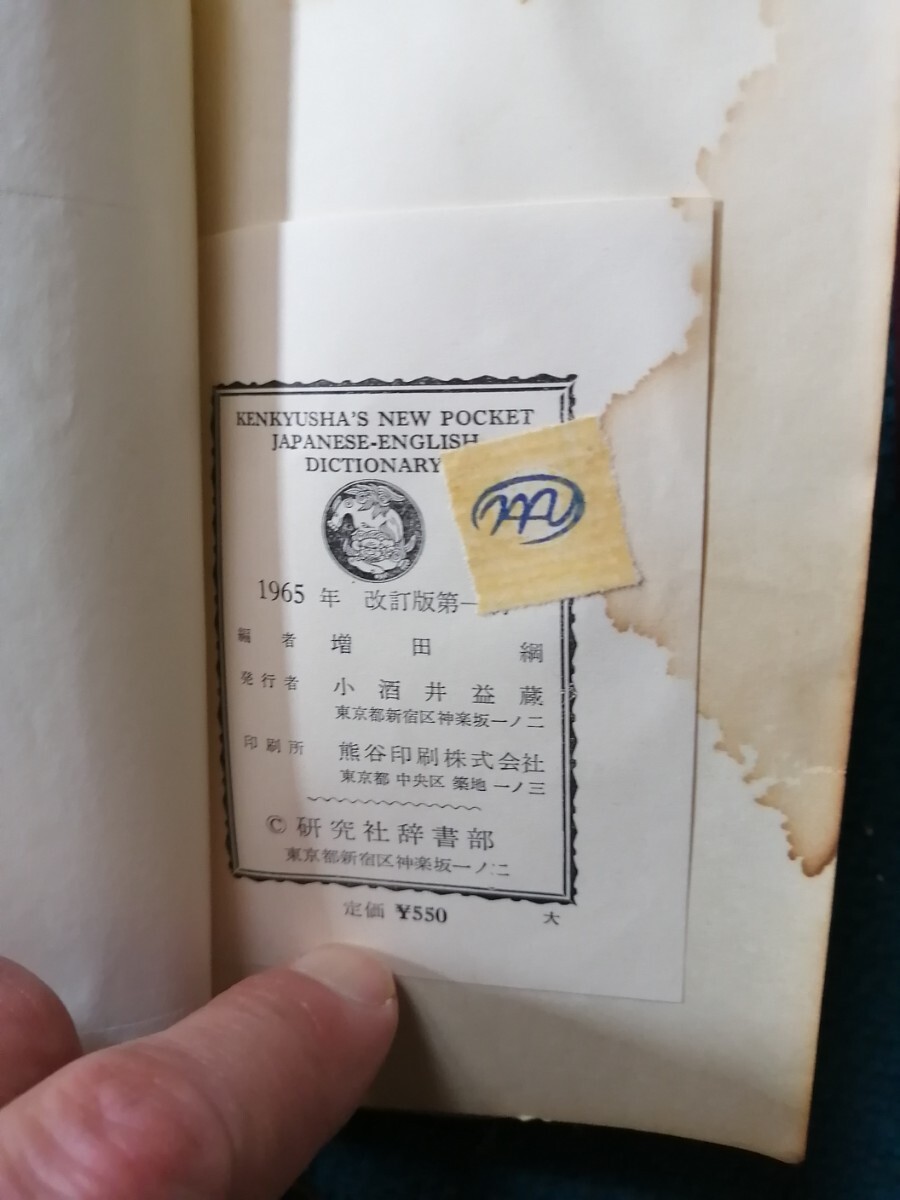 KENKYUSHA'S NEW POCKET
JAPANESE-ENGLISH
DICTIONARY
1965 年 改訂版第一
編者 増田 綱
発行者 小酒井益蔵
東京都新宿区神楽坂一ノ二
印刷所 熊谷印刷株式会社
東京都 中央区 築地 一ノ三
© 研究社辞書部
東京都新宿区神楽坂一ノ二
定価 ¥550 大